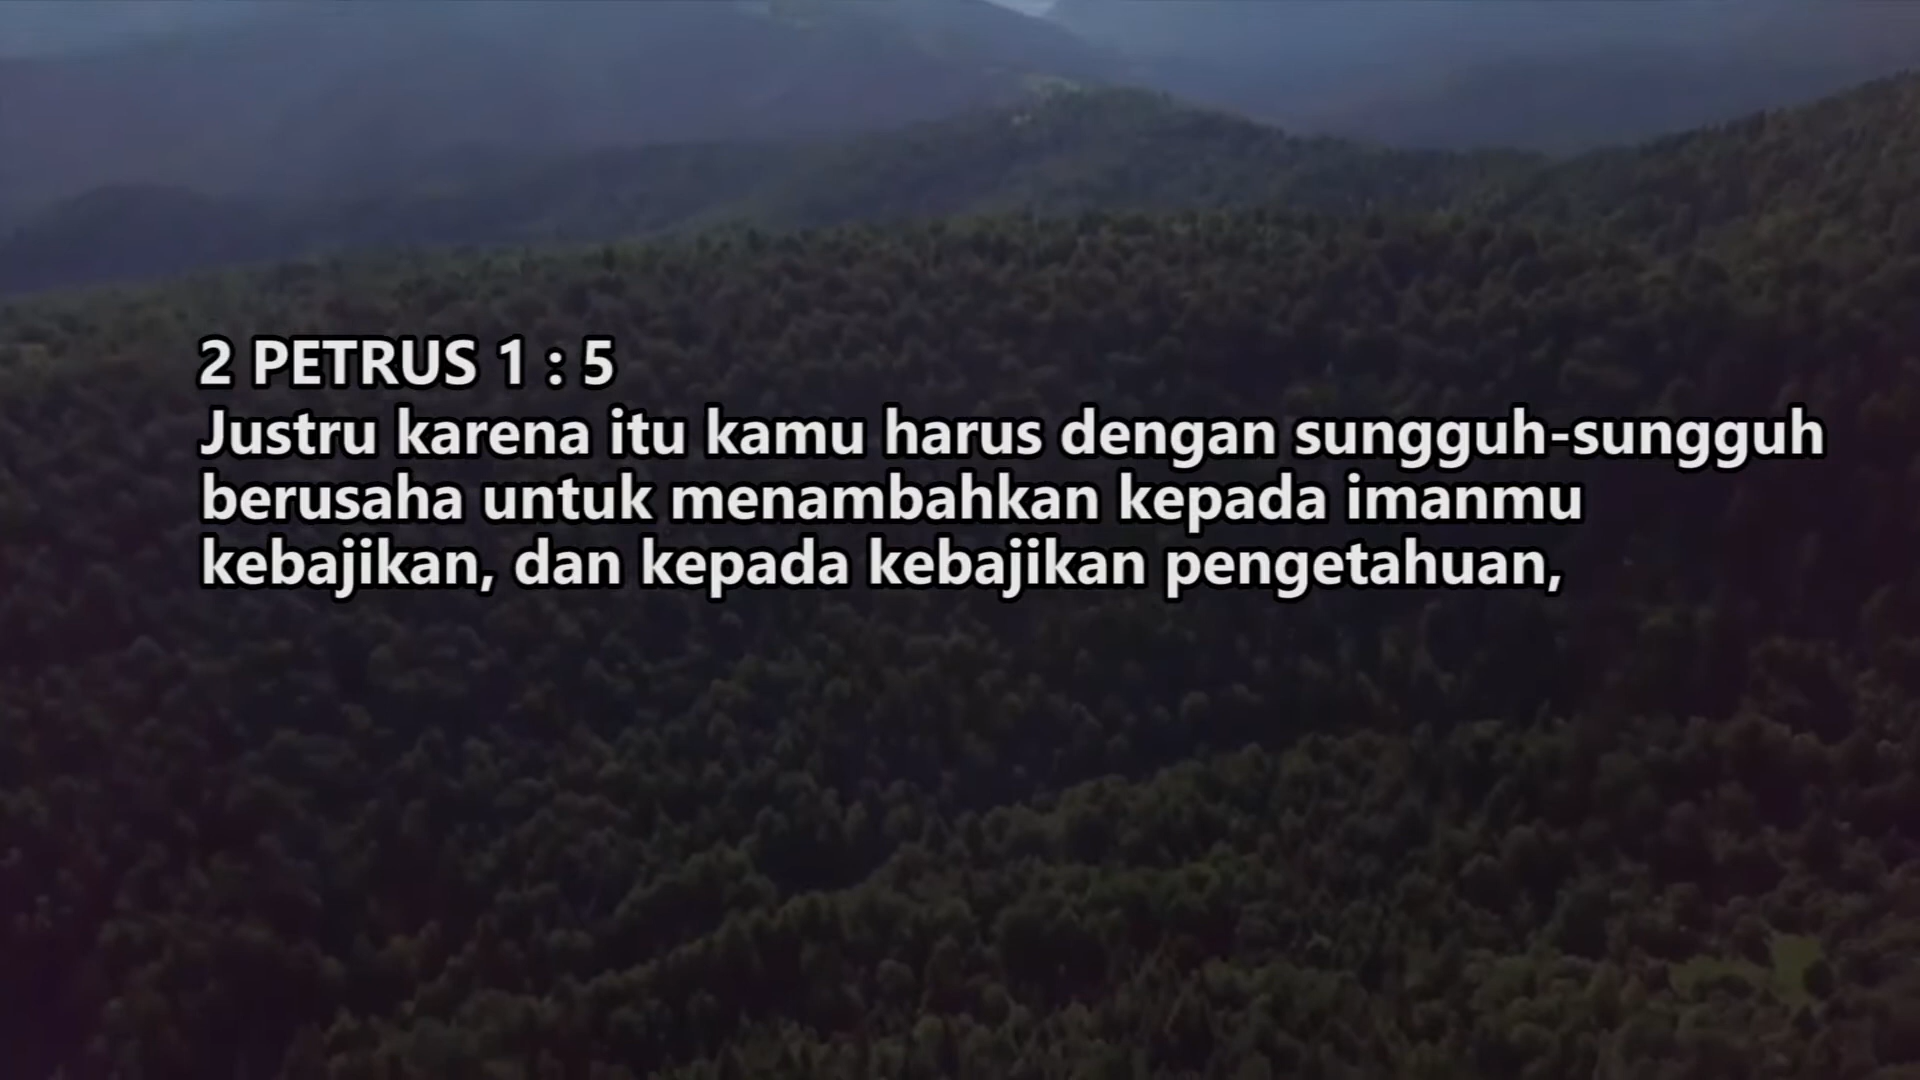 2 PETRUS 1 : 5
Justru karena itu kamu harus dengan sungguh-sungguh
berusaha untuk menambahkan kepada imanmu
kebajikan, dan kepada kebajikan pengetahuan,